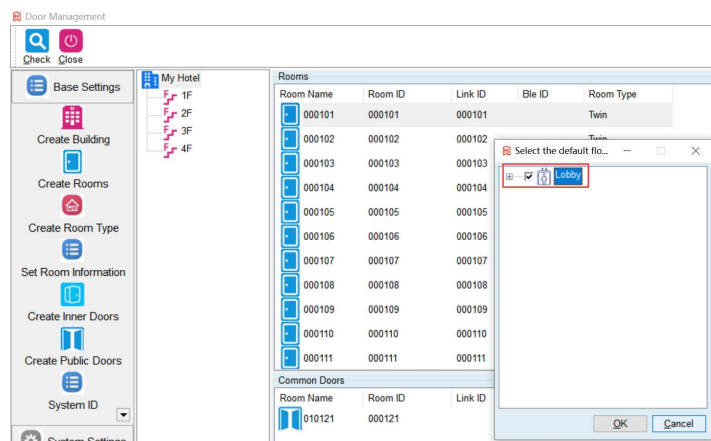 Door Management
Check Close
Base Settings
Create Building
Create Rooms
Create Room Type
Set Room Information
Create Inner Doors
Create Public Doors
System ID
System Settings
My Hotel
1F
2F
3F
4F
Rooms
Room Name Room ID Link ID Ble ID Room Type
000101 000101 000101 Twin
000102 000102 000102 Twin
000103 000103 000103
000104 000104 000104
000105 000105 000105
000106 000106 000106
000107 000107 000107
000108 000108 000108
000109 000109 000109
000110 000110 000110
000111 000111 000111
Common Doors
Room Name Room ID Link ID
010121 000121
Select the default flo...
Lobby
OK Cancel